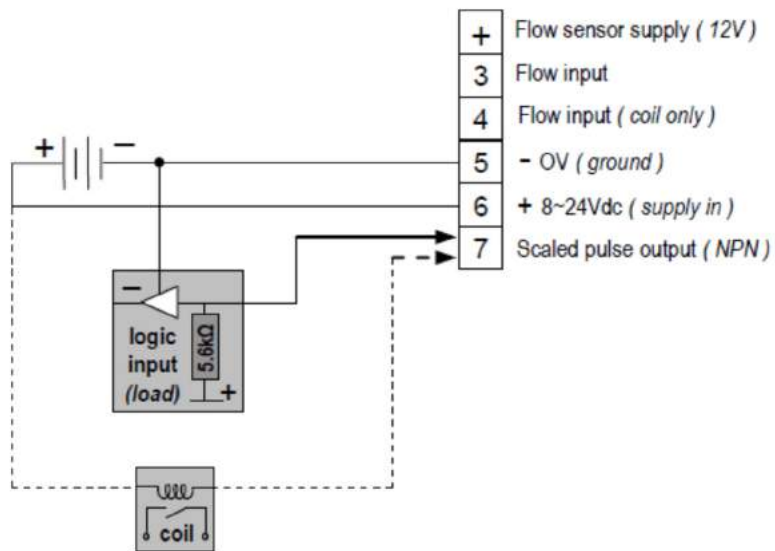 + Flow sensor supply ( 12V )
3 Flow input
4 Flow input ( coil only )
5 - OV ( ground )
6 + 8~24Vdc ( supply in )
7 Scaled pulse output ( NPN )
+ -
-
logic
input
(load)
5.6kΩ
+
coil